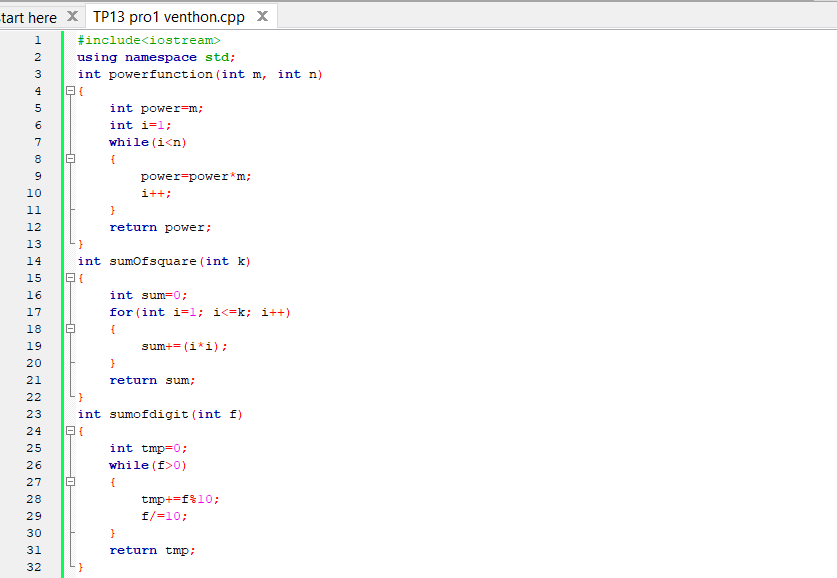 tart here X TP13 pro1 venthon.cpp X
1 #include<iostream>
2 using namespace std;
3 int powerfunction(int m, int n)
4 {
5 int power=m;
6 int i=1;
7 while(i<n)
8 {
9 power=power*m;
10 i++;
11 }
12 return power;
13 }
14 int sumOfsquare(int k)
15 {
16 int sum=0;
17 for(int i=1; i<=k; i++)
18 {
19 sum+=(i*i);
20 }
21 return sum;
22 }
23 int sumofdigit(int f)
24 {
25 int tmp=0;
26 while(f>0)
27 {
28 tmp+=f%10;
29 f/=10;
30 }
31 return tmp;
32 }